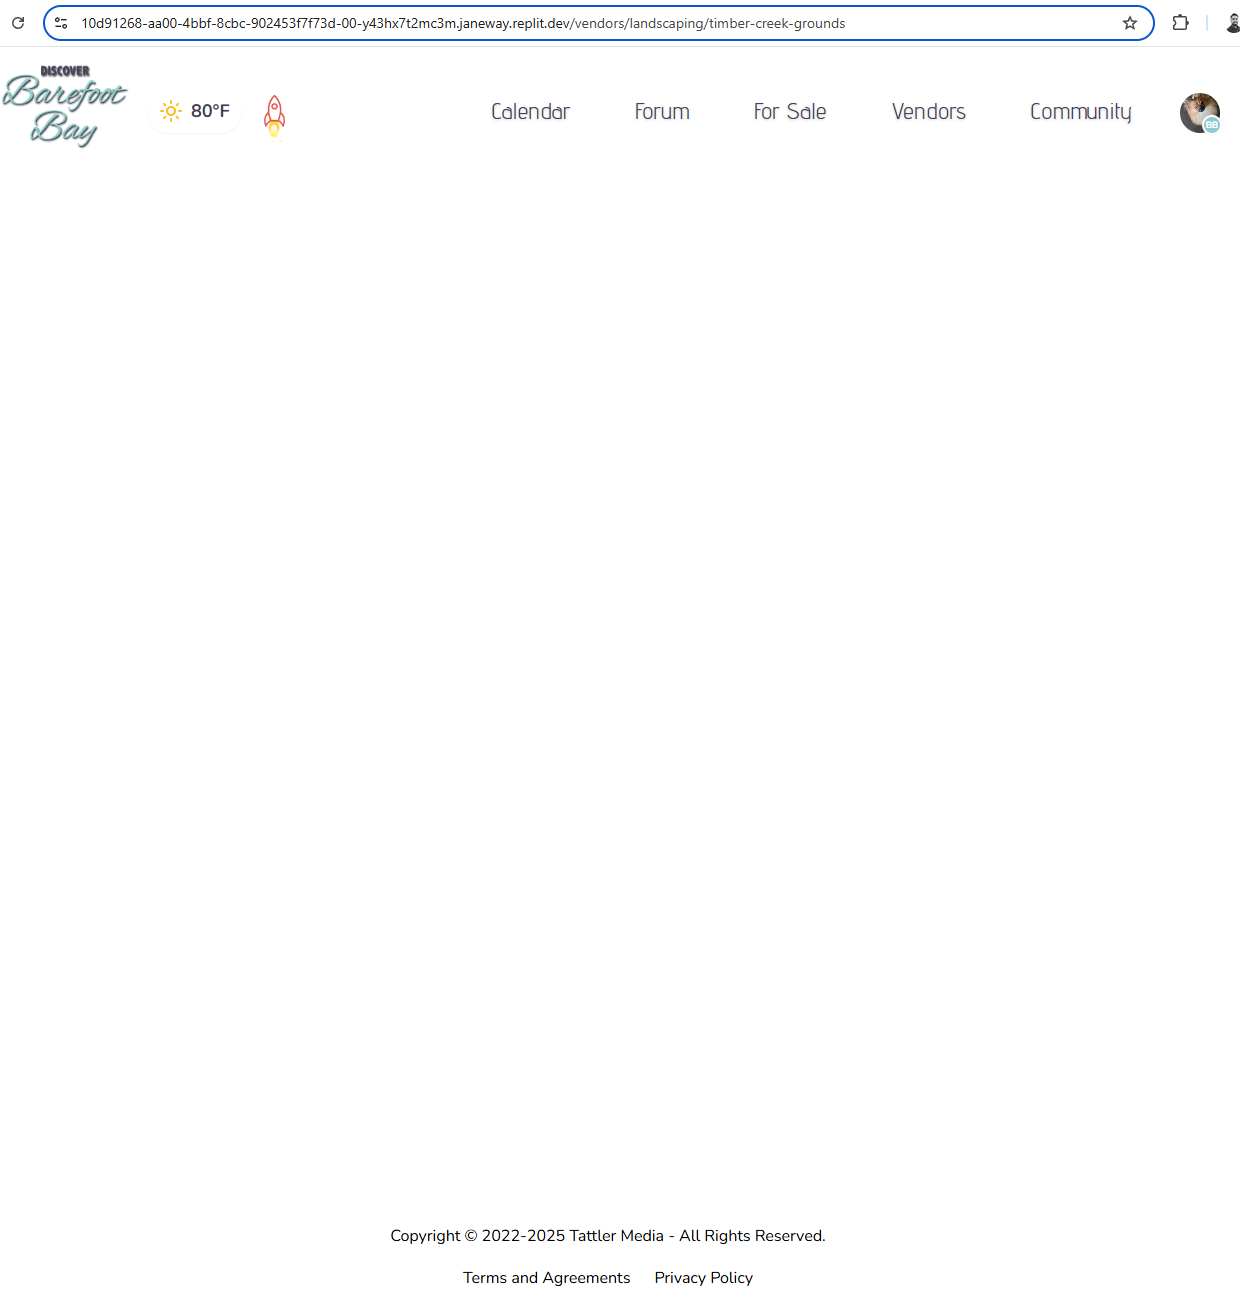 10d91268-aa00-4bbf-8cbc-902453f7f73d-00-y43hx7t2mc3m.janeway.replit.dev/vendors/landscaping/timber-creek-grounds
DISCOVER
Barefoot
Bay
80°F
Calendar
Forum
For Sale
Vendors
Community
BB
Copyright © 2022-2025 Tattler Media - All Rights Reserved.
Terms and Agreements
Privacy Policy